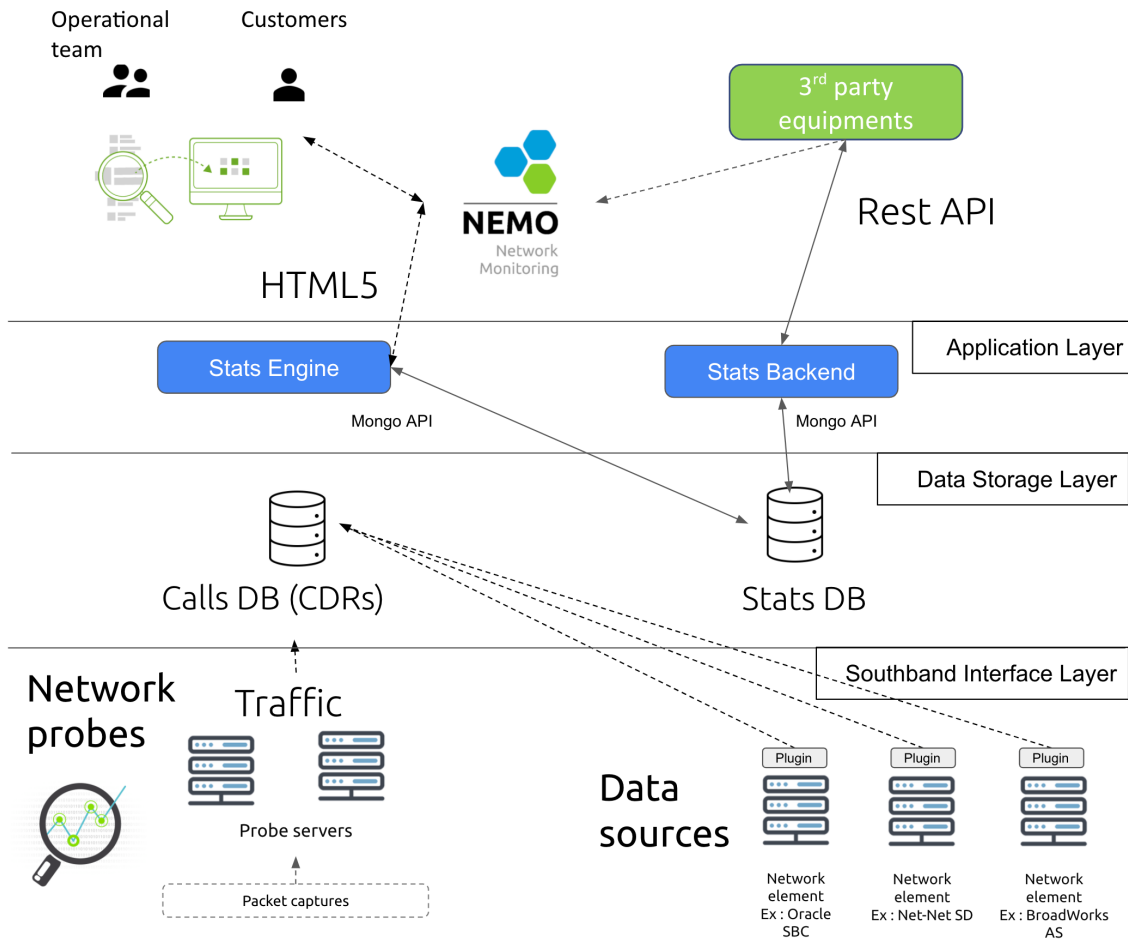 Operational
team
Customers
3rd party
equipments
NEMO
Network
Monitoring
Rest API
HTML5
Application Layer
Stats Engine
Stats Backend
Mongo API
Mongo API
Data Storage Layer
Calls DB (CDRs)
Stats DB
Southband Interface Layer
Network
probes
Traffic
Probe servers
Packet captures
Data
sources
Plugin
Plugin
Plugin
Network
element
Ex : Oracle
SBC
Network
element
Ex : Net-Net SD
Network
element
Ex : BroadWorks
AS